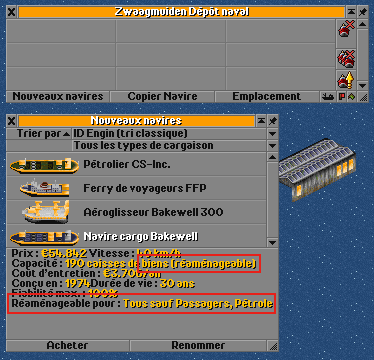 Zwaagmuiden Dépôt naval
Nouveaux navires
Copier Navire
Emplacement
Nouveaux navires
Trier par
ID Engin (tri classique)
Tous les types de cargaison
Pétrolier CS-Inc.
Ferry de voyageurs FFP
Aéroglisseur Bakewell 300
Navire cargo Bakewell
Prix : €54.842 Vitesse : 40 km/h
Capacité : 190 caisses de biens (réaménageable)
Coût d'entretien : €3.706/an
Conçu en : 1974 Durée de vie : 30 ans
Fiabilité max. : 100%
Réaménageable pour : Tous sauf Passagers, Pétrole
Acheter
Renommer